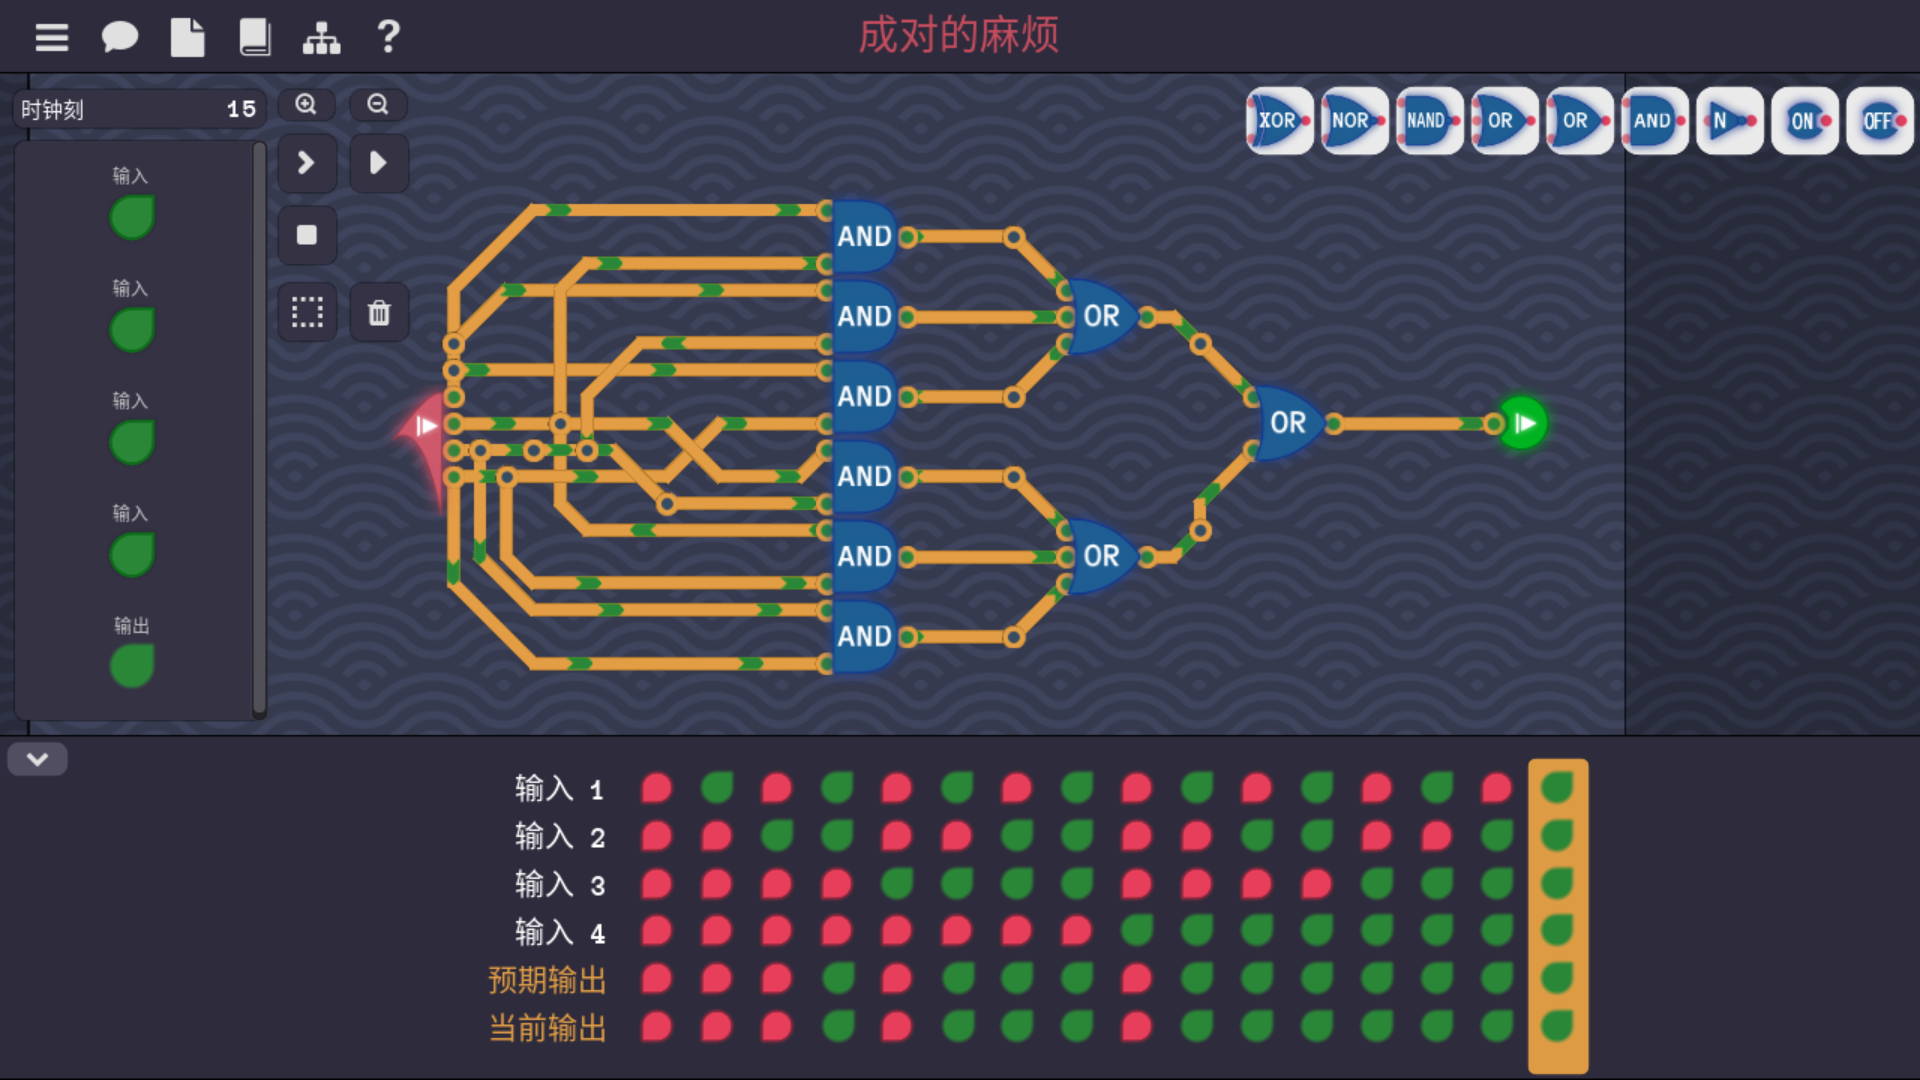 ?
成对的麻烦
时钟刻 15
XOR NOR NAND OR OR AND N ON OFF
输入
输入
输入
输入
输出
AND
AND
AND
AND
AND
AND
OR
OR
OR
输入 1
输入 2
输入 3
输入 4
预期输出
当前输出